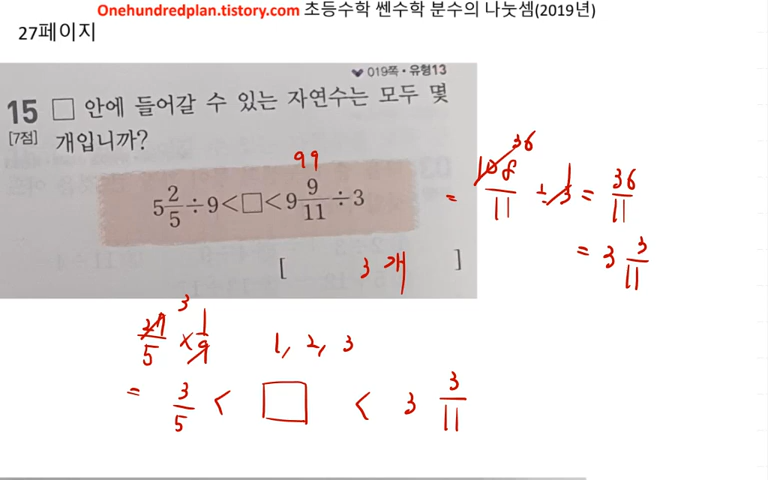 Onehundredplan.tistory.com 초등수학 쎈수학 분수의 나눗셈(2019년)
27페이지
019쪽 • 유형13
15 □ 안에 들어갈 수 있는 자연수는 모두 몇
[7점] 개입니까?
99
5 2/5 ÷ 9 < □ < 9 9/11 ÷ 3
= 108/11 36 ÷ 3 1 = 36/11
= 3 3/11
[ 3개 ]
27/5 3 × 1/9
1, 2, 3
= 3/5 < □ < 3 3/11